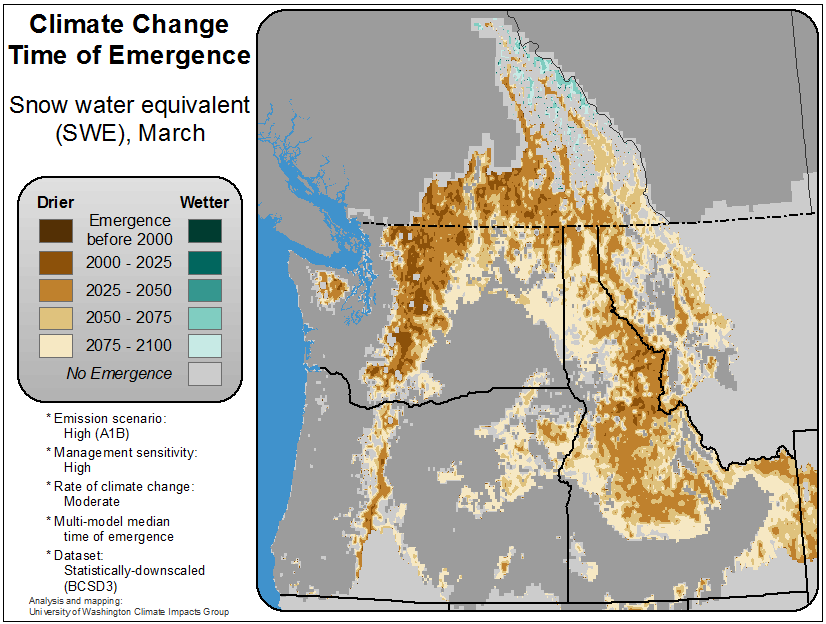 Climate Change
Time of Emergence
Snow water equivalent
(SWE), March
Drier
Wetter
Emergence
before 2000
2000 - 2025
2025 - 2050
2050 - 2075
2075 - 2100
No Emergence
* Emission scenario:
High (A1B)
* Management sensitivity:
High
* Rate of climate change:
Moderate
* Multi-model median
time of emergence
* Dataset:
Statistically-downscaled
(BCSD3)
Analysis and mapping:
University of Washington Climate Impacts Group